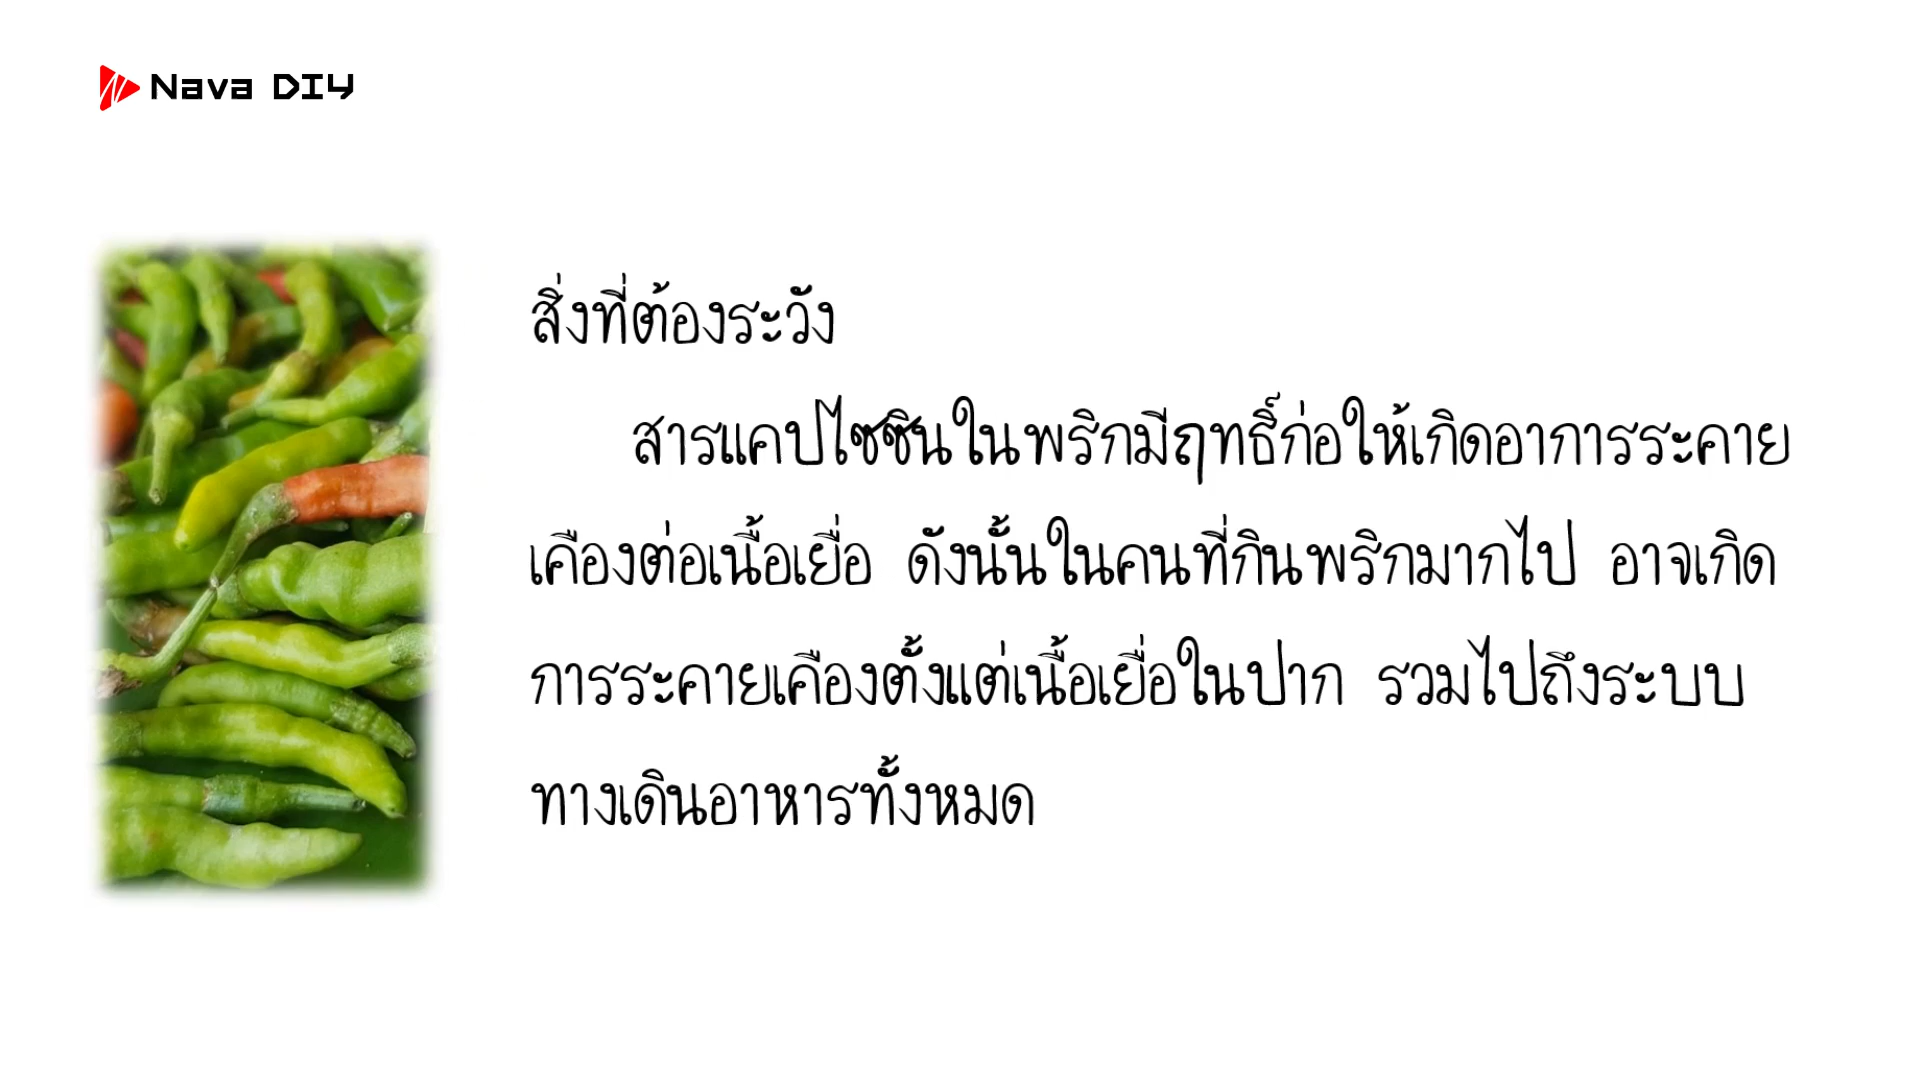 Nava DIY
สิ่งที่ต้องระวัง
สารแคปไซซินในพริกมีฤทธิ์ก่อให้เกิดอาการระคาย
เคืองต่อเนื้อเยื่อ ดังนั้นในคนที่กินพริกมากไป อาจเกิด
การระคายเคืองตั้งแต่เนื้อเยื่อในปาก รวมไปถึงระบบ
ทางเดินอาหารทั้งหมด